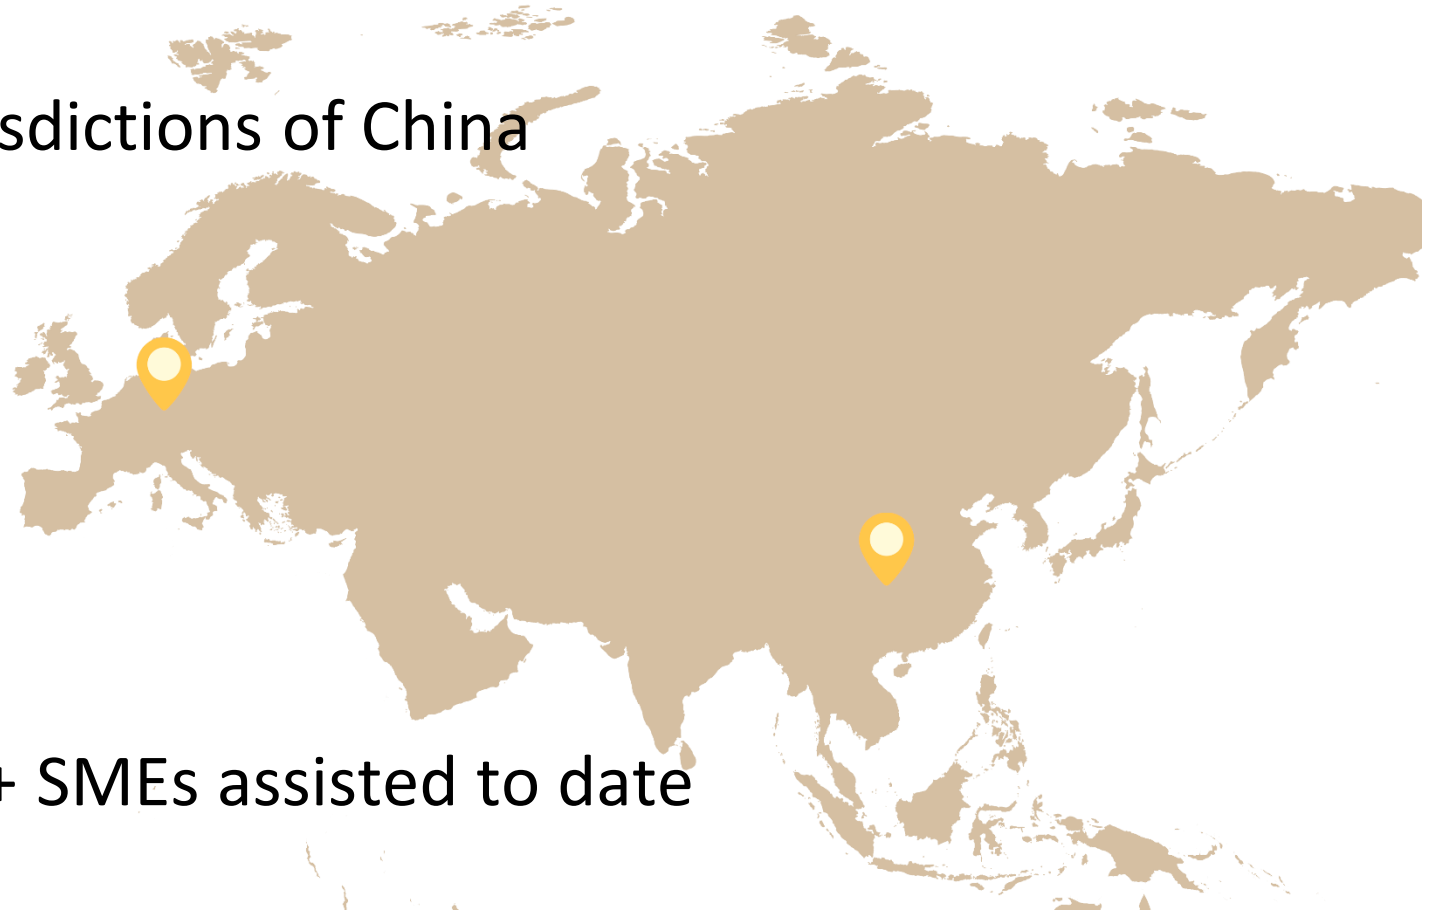 sdictions of China
+ SMEs assisted to date